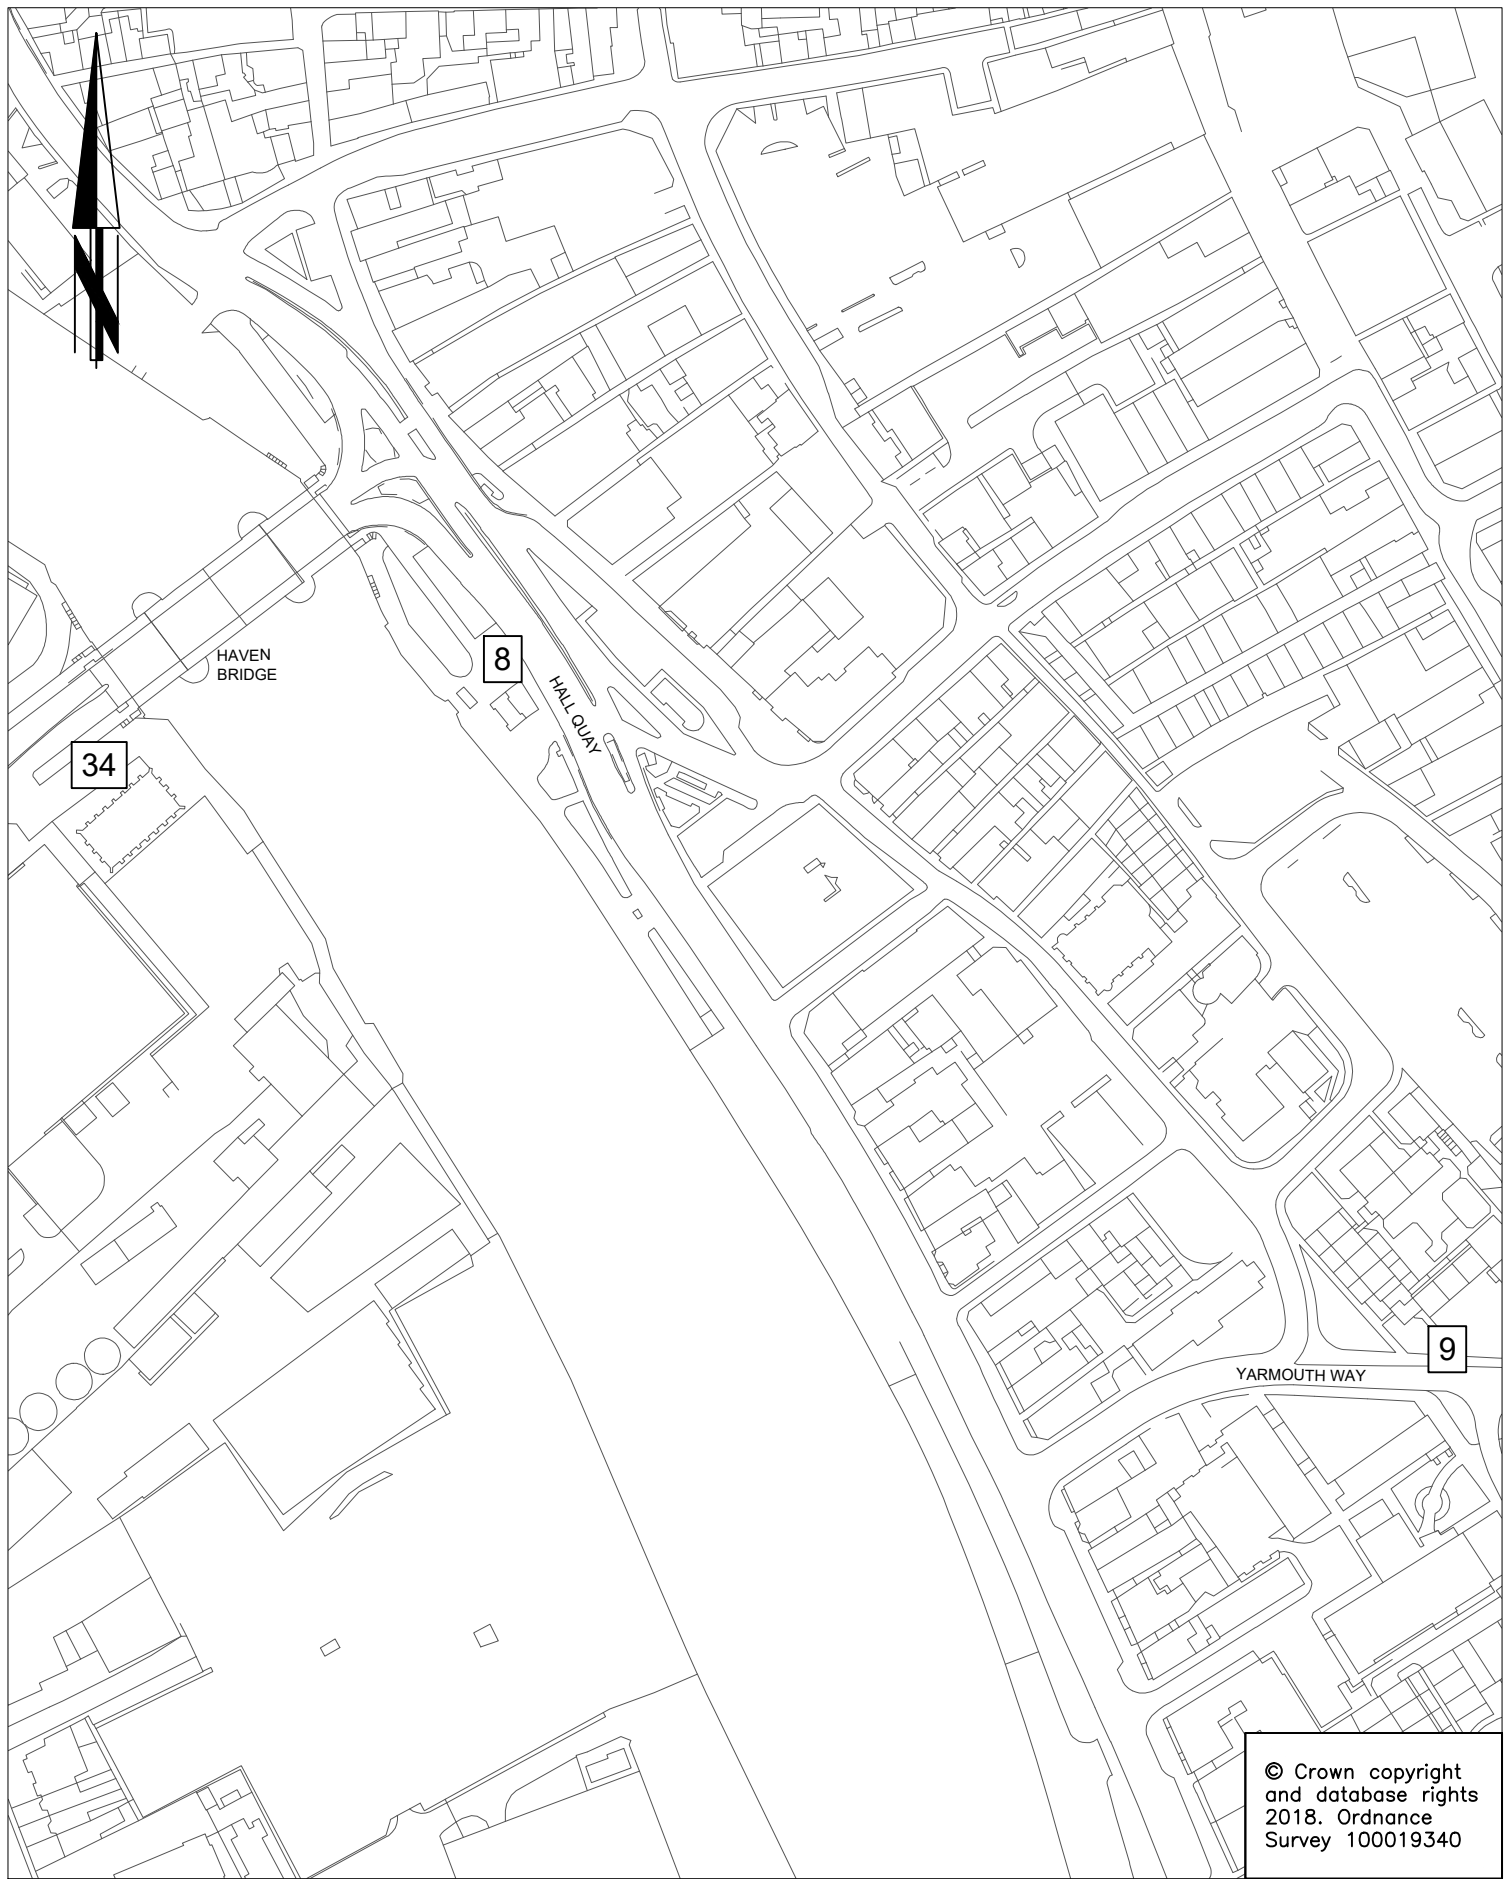 N
HAVEN
BRIDGE
8
HALL QUAY
34
9
YARMOUTH WAY
© Crown copyright
and database rights
2018. Ordnance
Survey 100019340